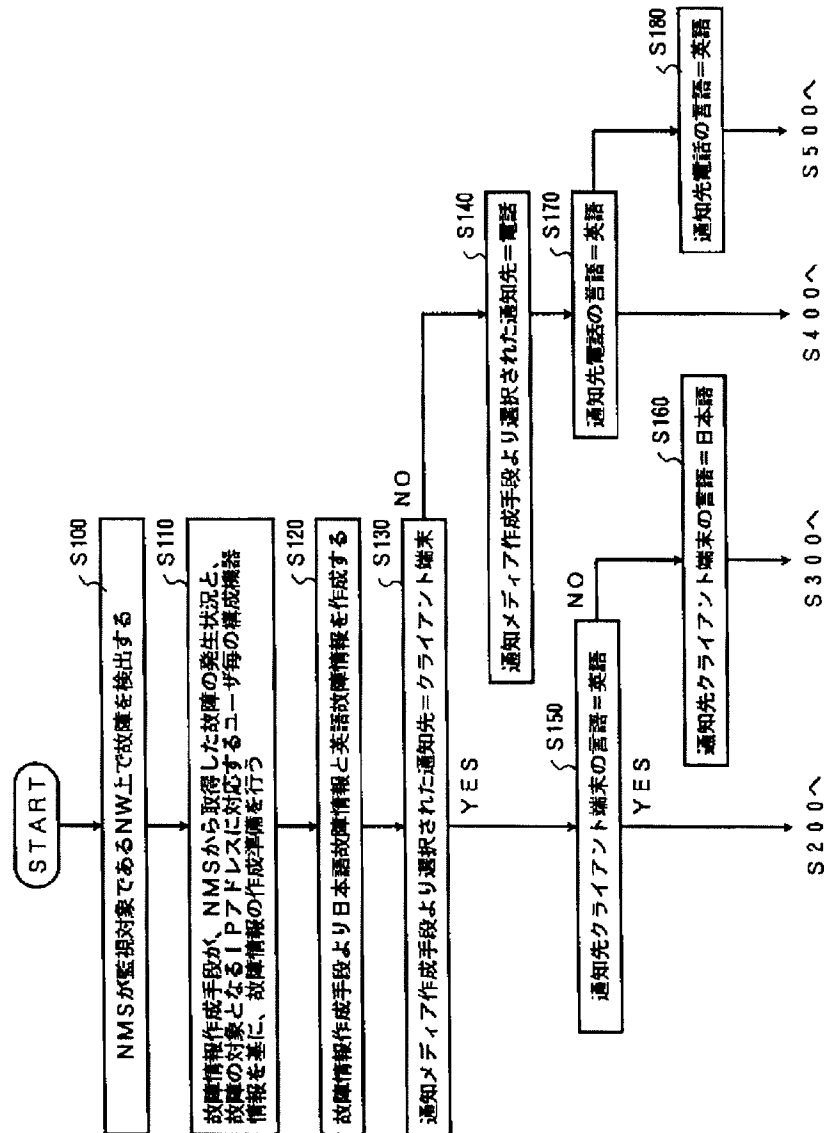 START
S100
NMSが監視対象であるNW上で故障を検出する
S110
故障情報作成手段が、NMSから取得した故障の発生状況と、
故障の対象となるIPアドレスに対応するユーザ毎の構成機器
情報を基に、故障情報の作成準備を行う
S120
故障情報作成手段より日本語故障情報と英語故障情報を作成する
S130
通知メディア作成手段より選択された通知先=クライアント端末
NO
YES
S140
通知メディア作成手段より選択された通知先=電話
S150
通知先クライアント端末の言語=英語
NO
YES
S160
通知先クライアント端末の言語=日本語
S170
通知先電話の言語=英語
S180
通知先電話の言語=英語
S200へ
S300へ
S400へ
S500へ